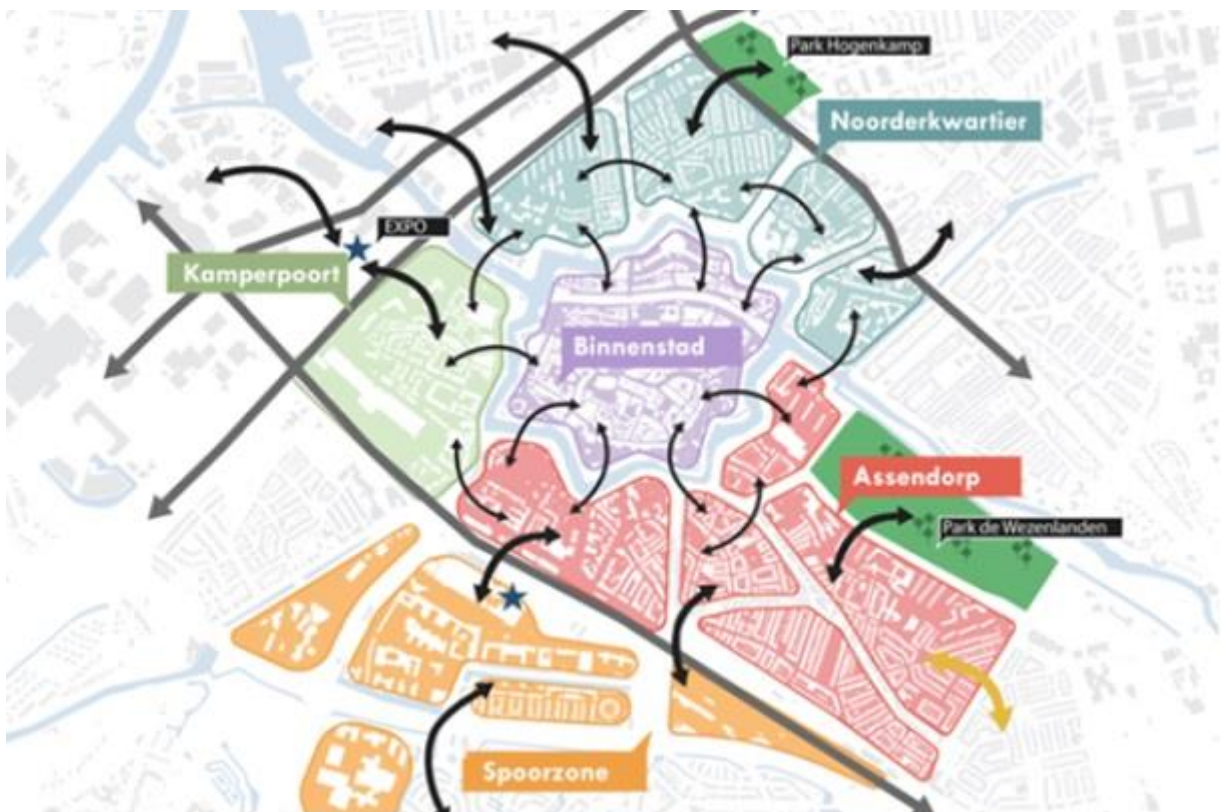 Park Hogenkamp
Noorderkwartier
EXPO
Kamperpoort
Binnenstad
Assendorp
Park de Wezenlanden
Spoorzone